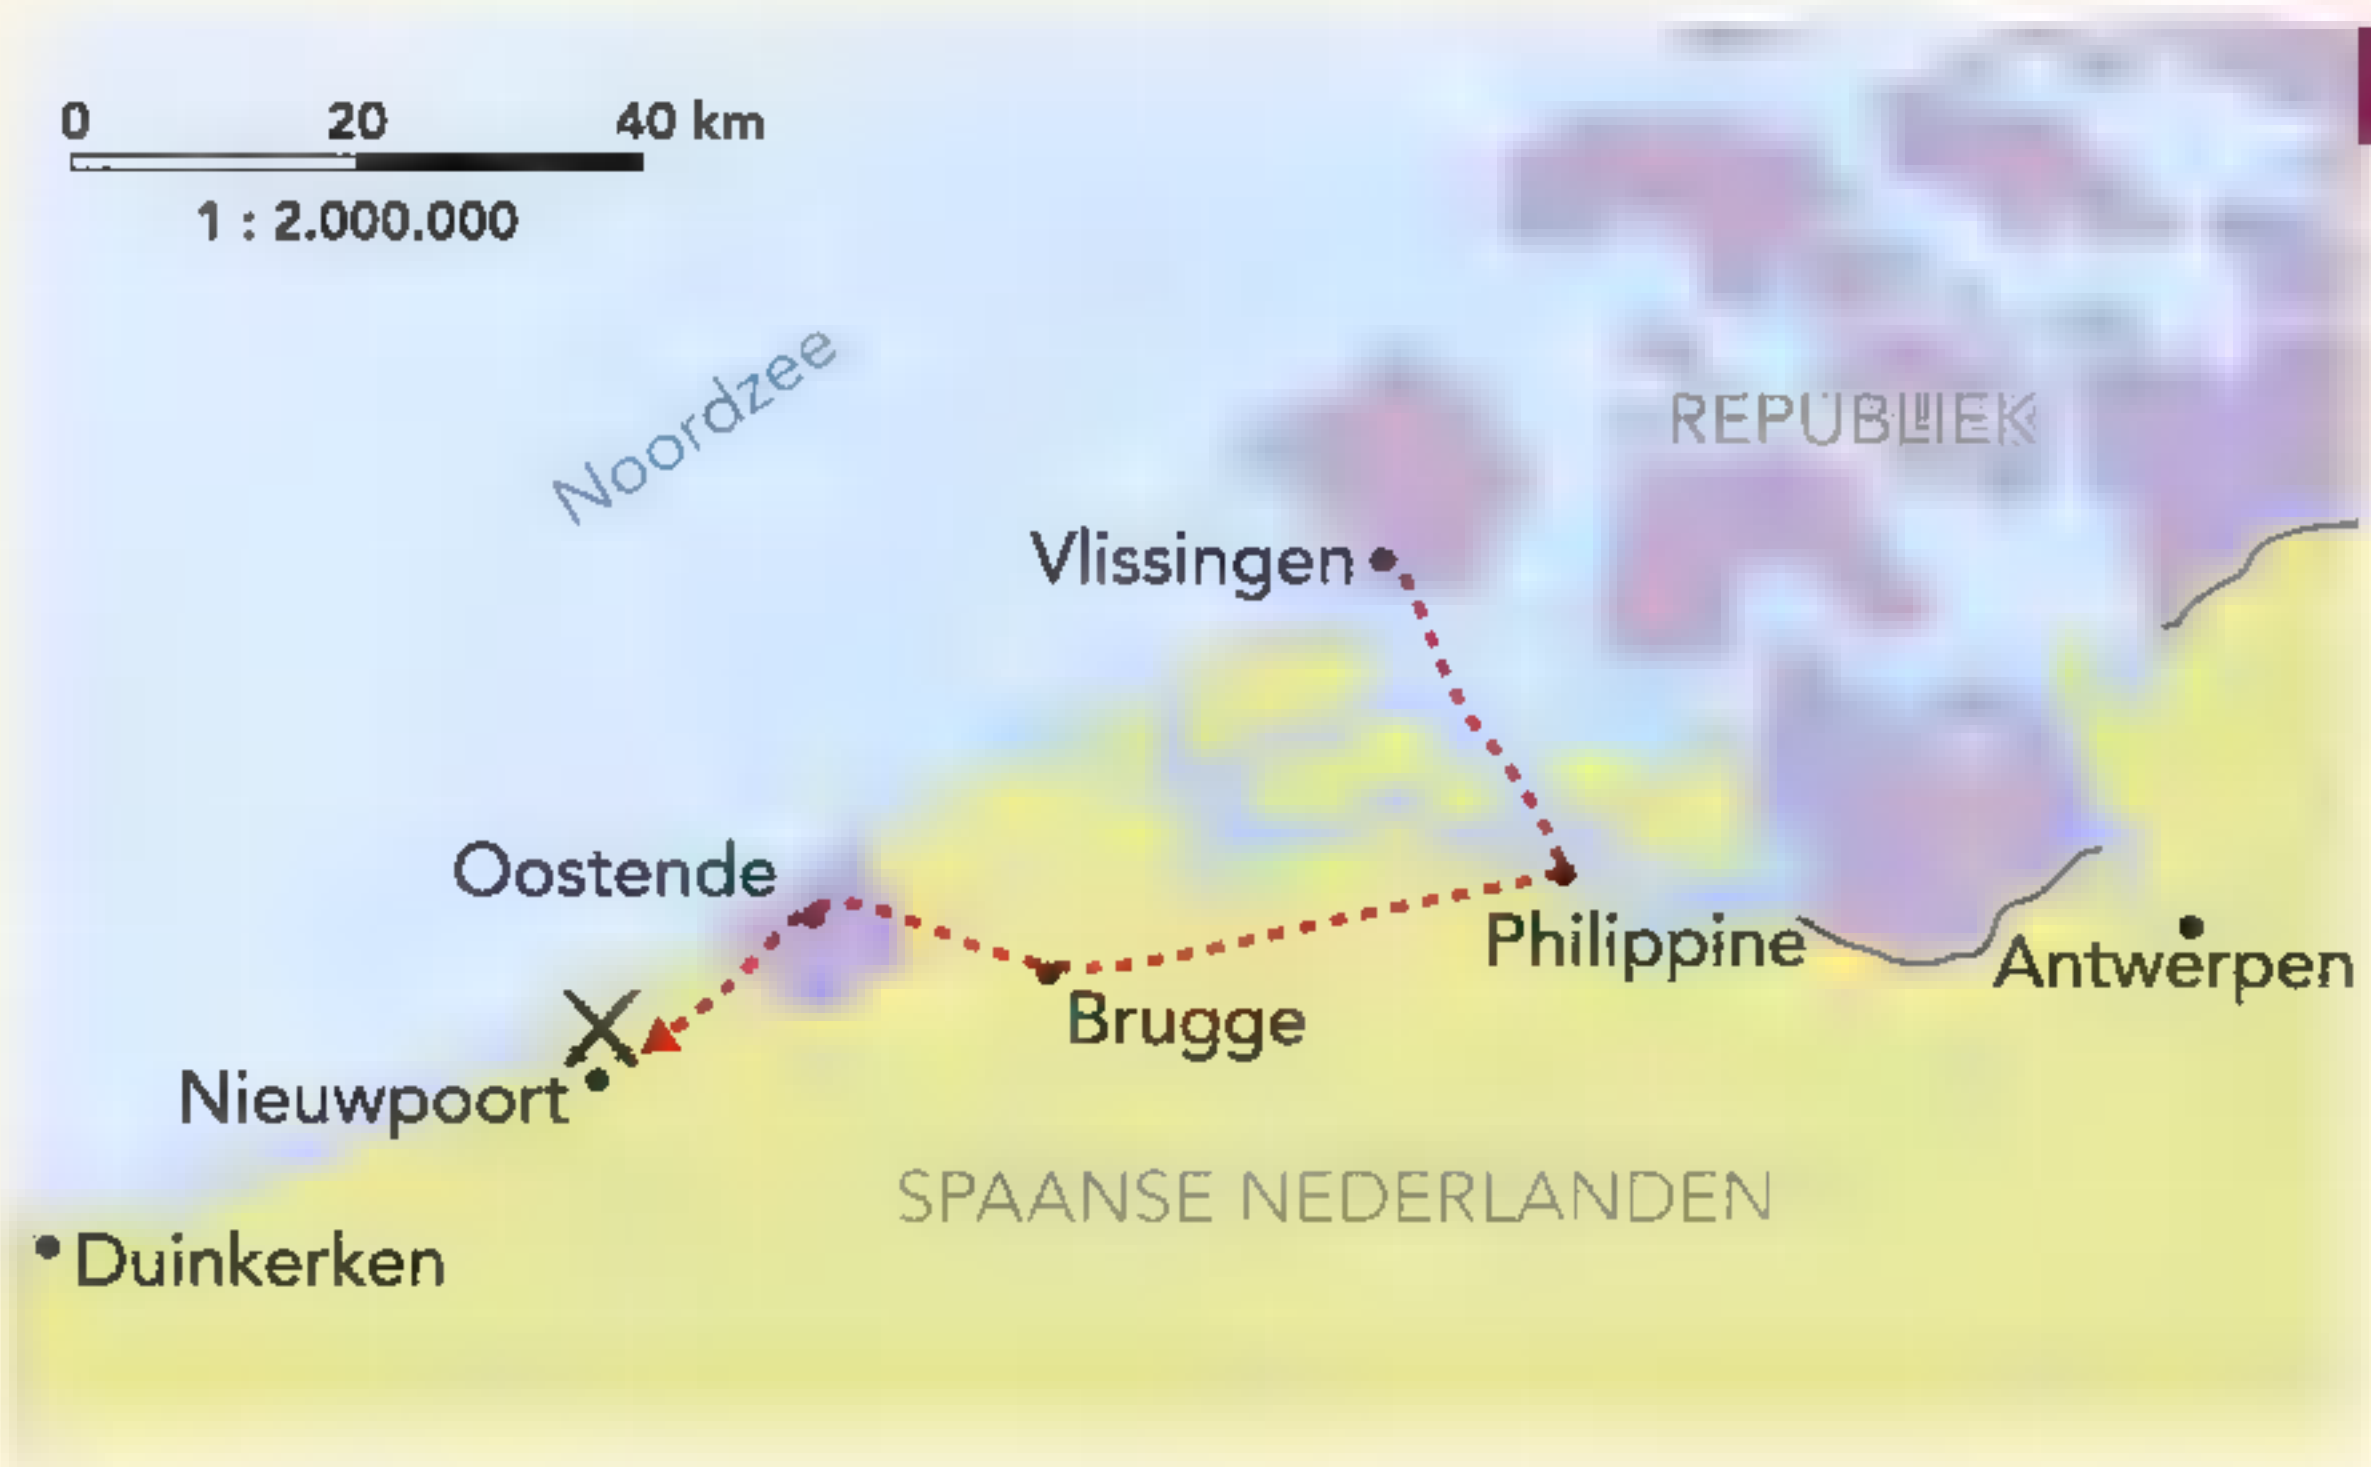 0 20 40 km
1 : 2.000.000
Noordzee
REPUBLIEK
Vlissingen
Oostende
Philippine
Antwerpen
Brugge
Nieuwpoort
SPAANSE NEDERLANDEN
Duinkerken